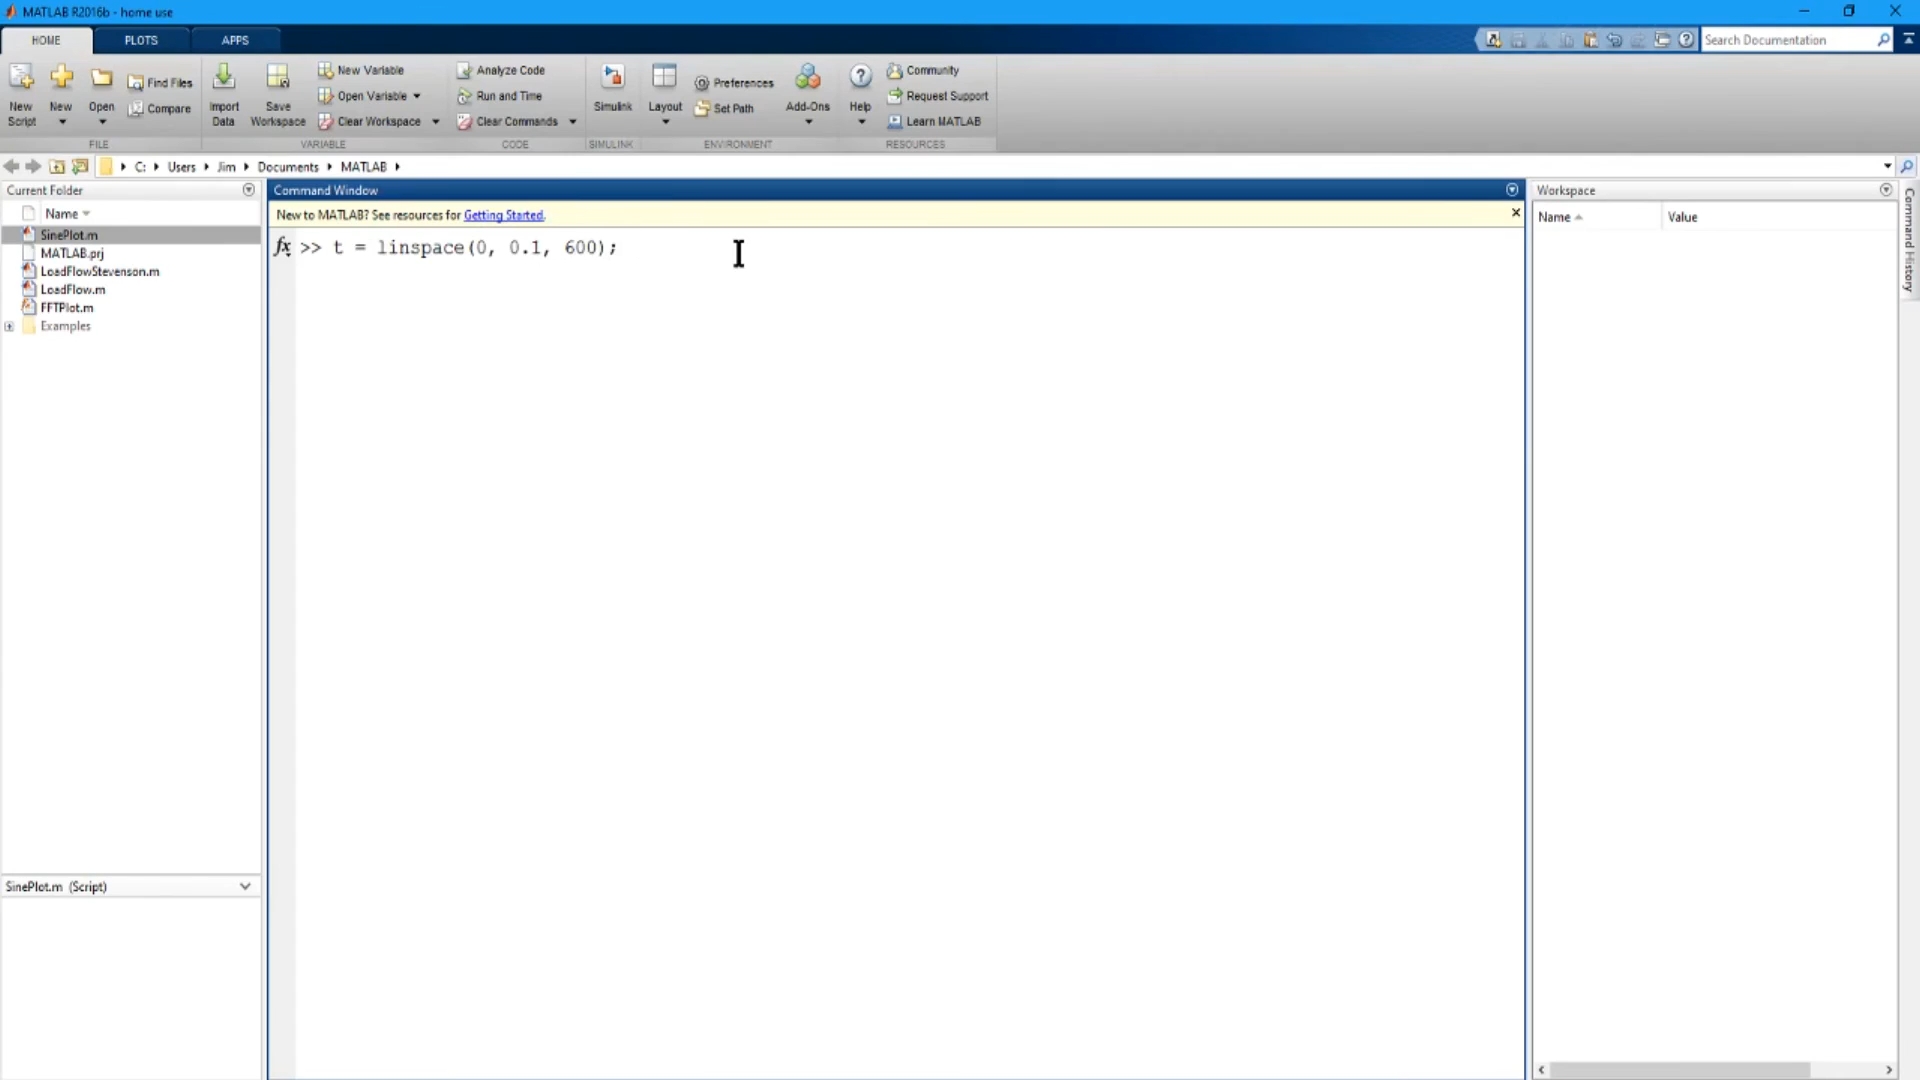 MATLAB R2016b - home use
HOME PLOTS APPS
Search Documentation
New Script
New
Open
Find Files
Compare
FILE
Import Data
Save Workspace
New Variable
Open Variable
Clear Workspace
VARIABLE
Analyze Code
Run and Time
Clear Commands
CODE
Simulink
SIMULINK
Layout
Preferences
Set Path
Add-Ons
ENVIRONMENT
Help
Community
Request Support
Learn MATLAB
RESOURCES
C: Users Jim Documents MATLAB
Current Folder
Name
SinePlot.m
MATLAB.prj
LoadFlowStevenson.m
LoadFlow.m
FFTPlot.m
Examples
SinePlot.m (Script)
Command Window
New to MATLAB? See resources for Getting Started.
fx >> t = linspace(0, 0.1, 600);
Workspace
Name Value
Command History